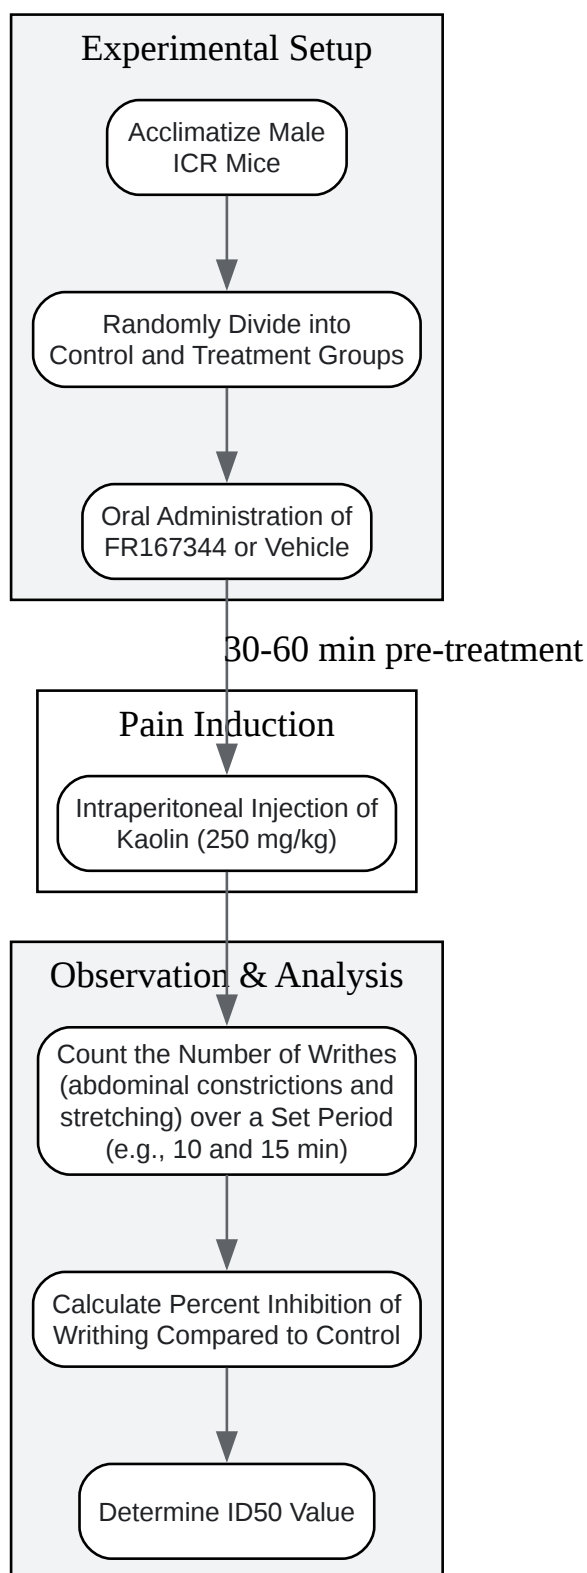 Experimental Setup
Acclimatize Male
ICR Mice
Randomly Divide into
Control and Treatment Groups
Oral Administration of
FR167344 or Vehicle
30-60 min pre-treatment
Pain Induction
Intraperitoneal Injection of
Kaolin (250 mg/kg)
Observation & Analysis
Count the Number of Writhes
(abdominal constrictions and
stretching) over a Set Period
(e.g., 10 and 15 min)
Calculate Percent Inhibition of
Writhing Compared to Control
Determine ID50 Value